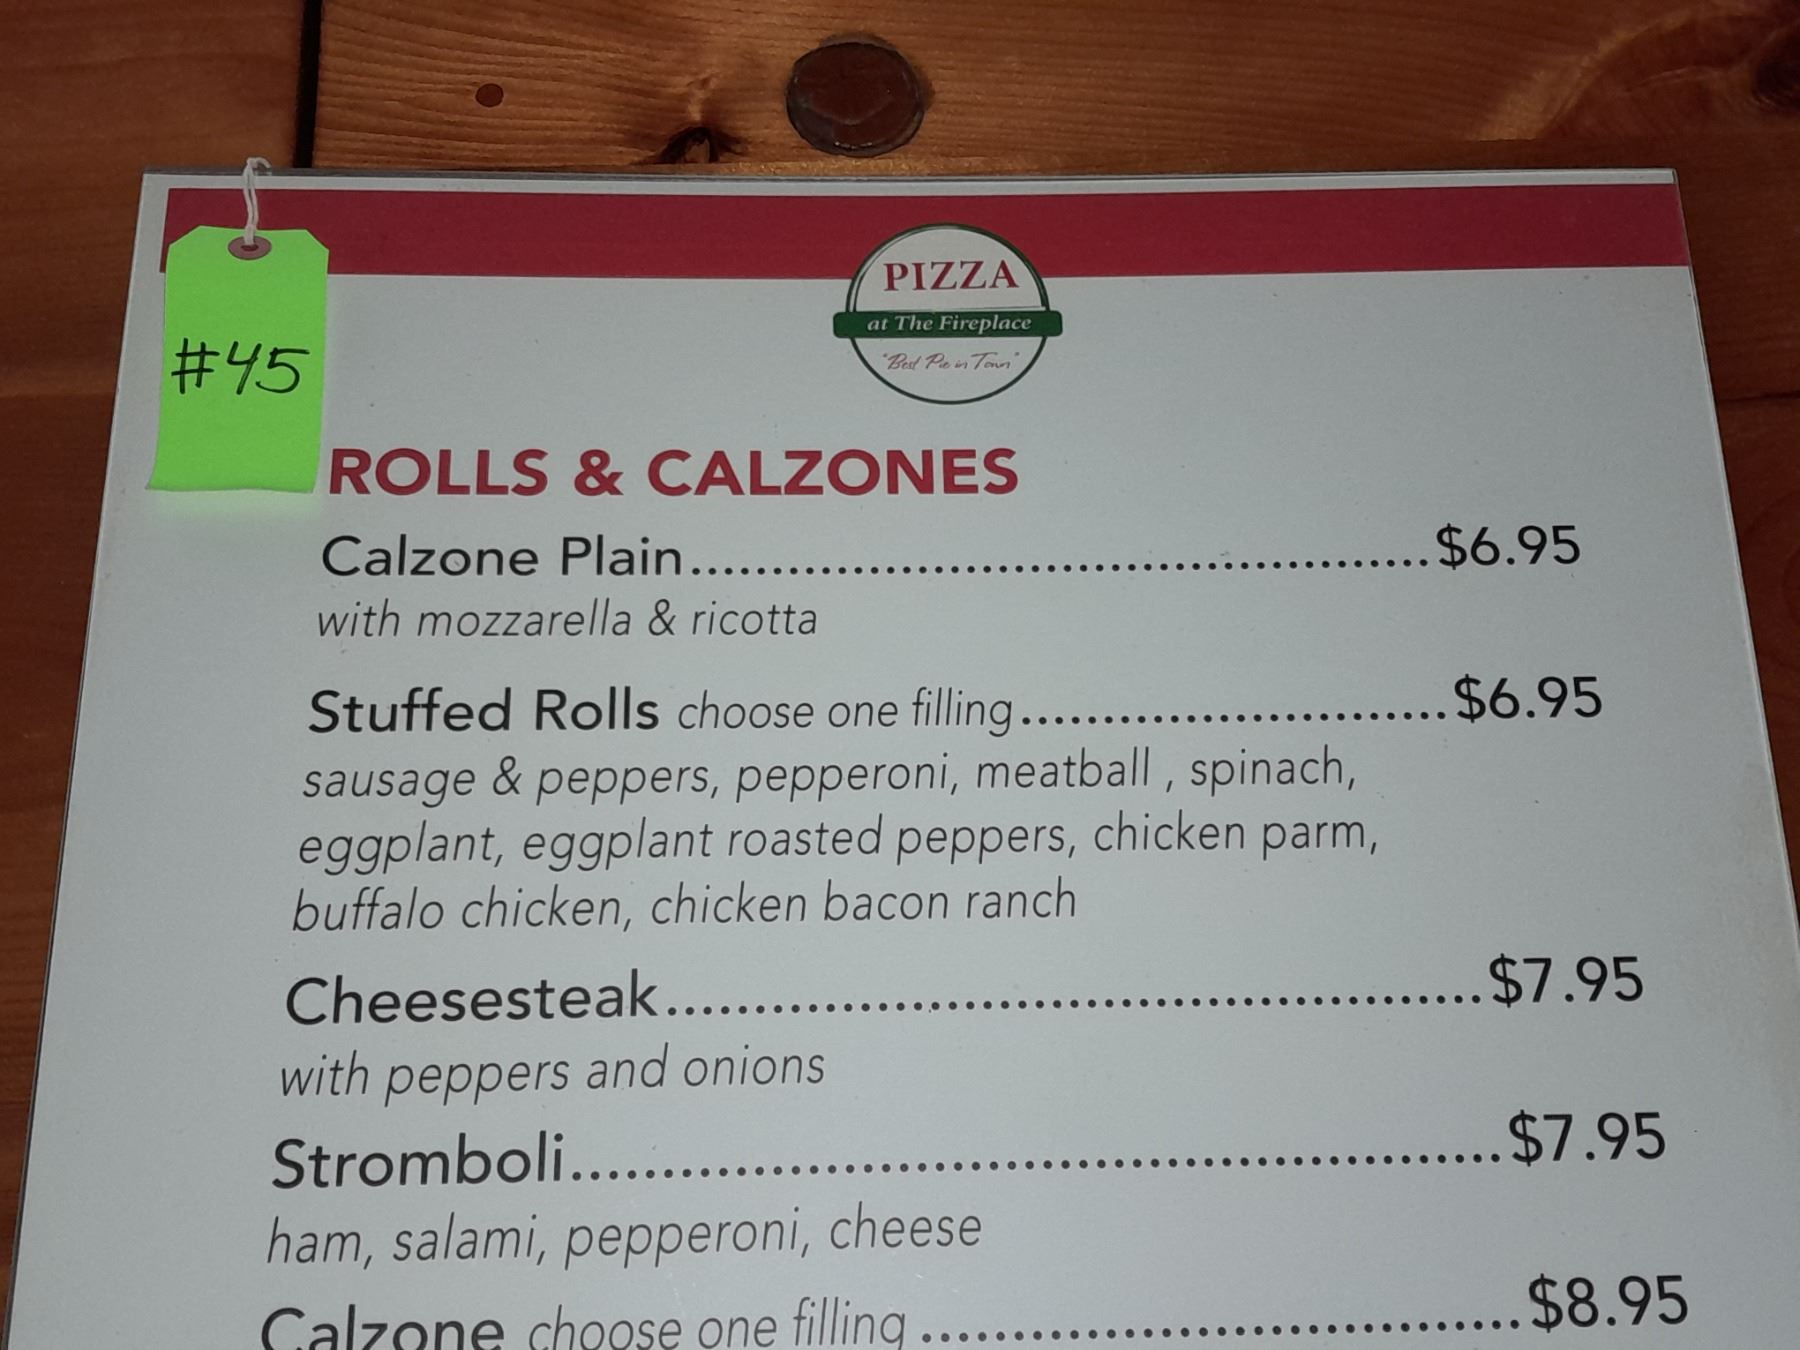 PIZZA
at The Fireplace
"Best Pie in Town"
#45
ROLLS & CALZONES
Calzone Plain..............................................$6.95
with mozzarella & ricotta
Stuffed Rolls choose one filling...........................$6.95
sausage & peppers, pepperoni, meatball , spinach,
eggplant, eggplant roasted peppers, chicken parm,
buffalo chicken, chicken bacon ranch
Cheesesteak................................................$7.95
with peppers and onions
Stromboli..................................................$7.95
ham, salami, pepperoni, cheese
Calzone choose one filling.................................$8.95